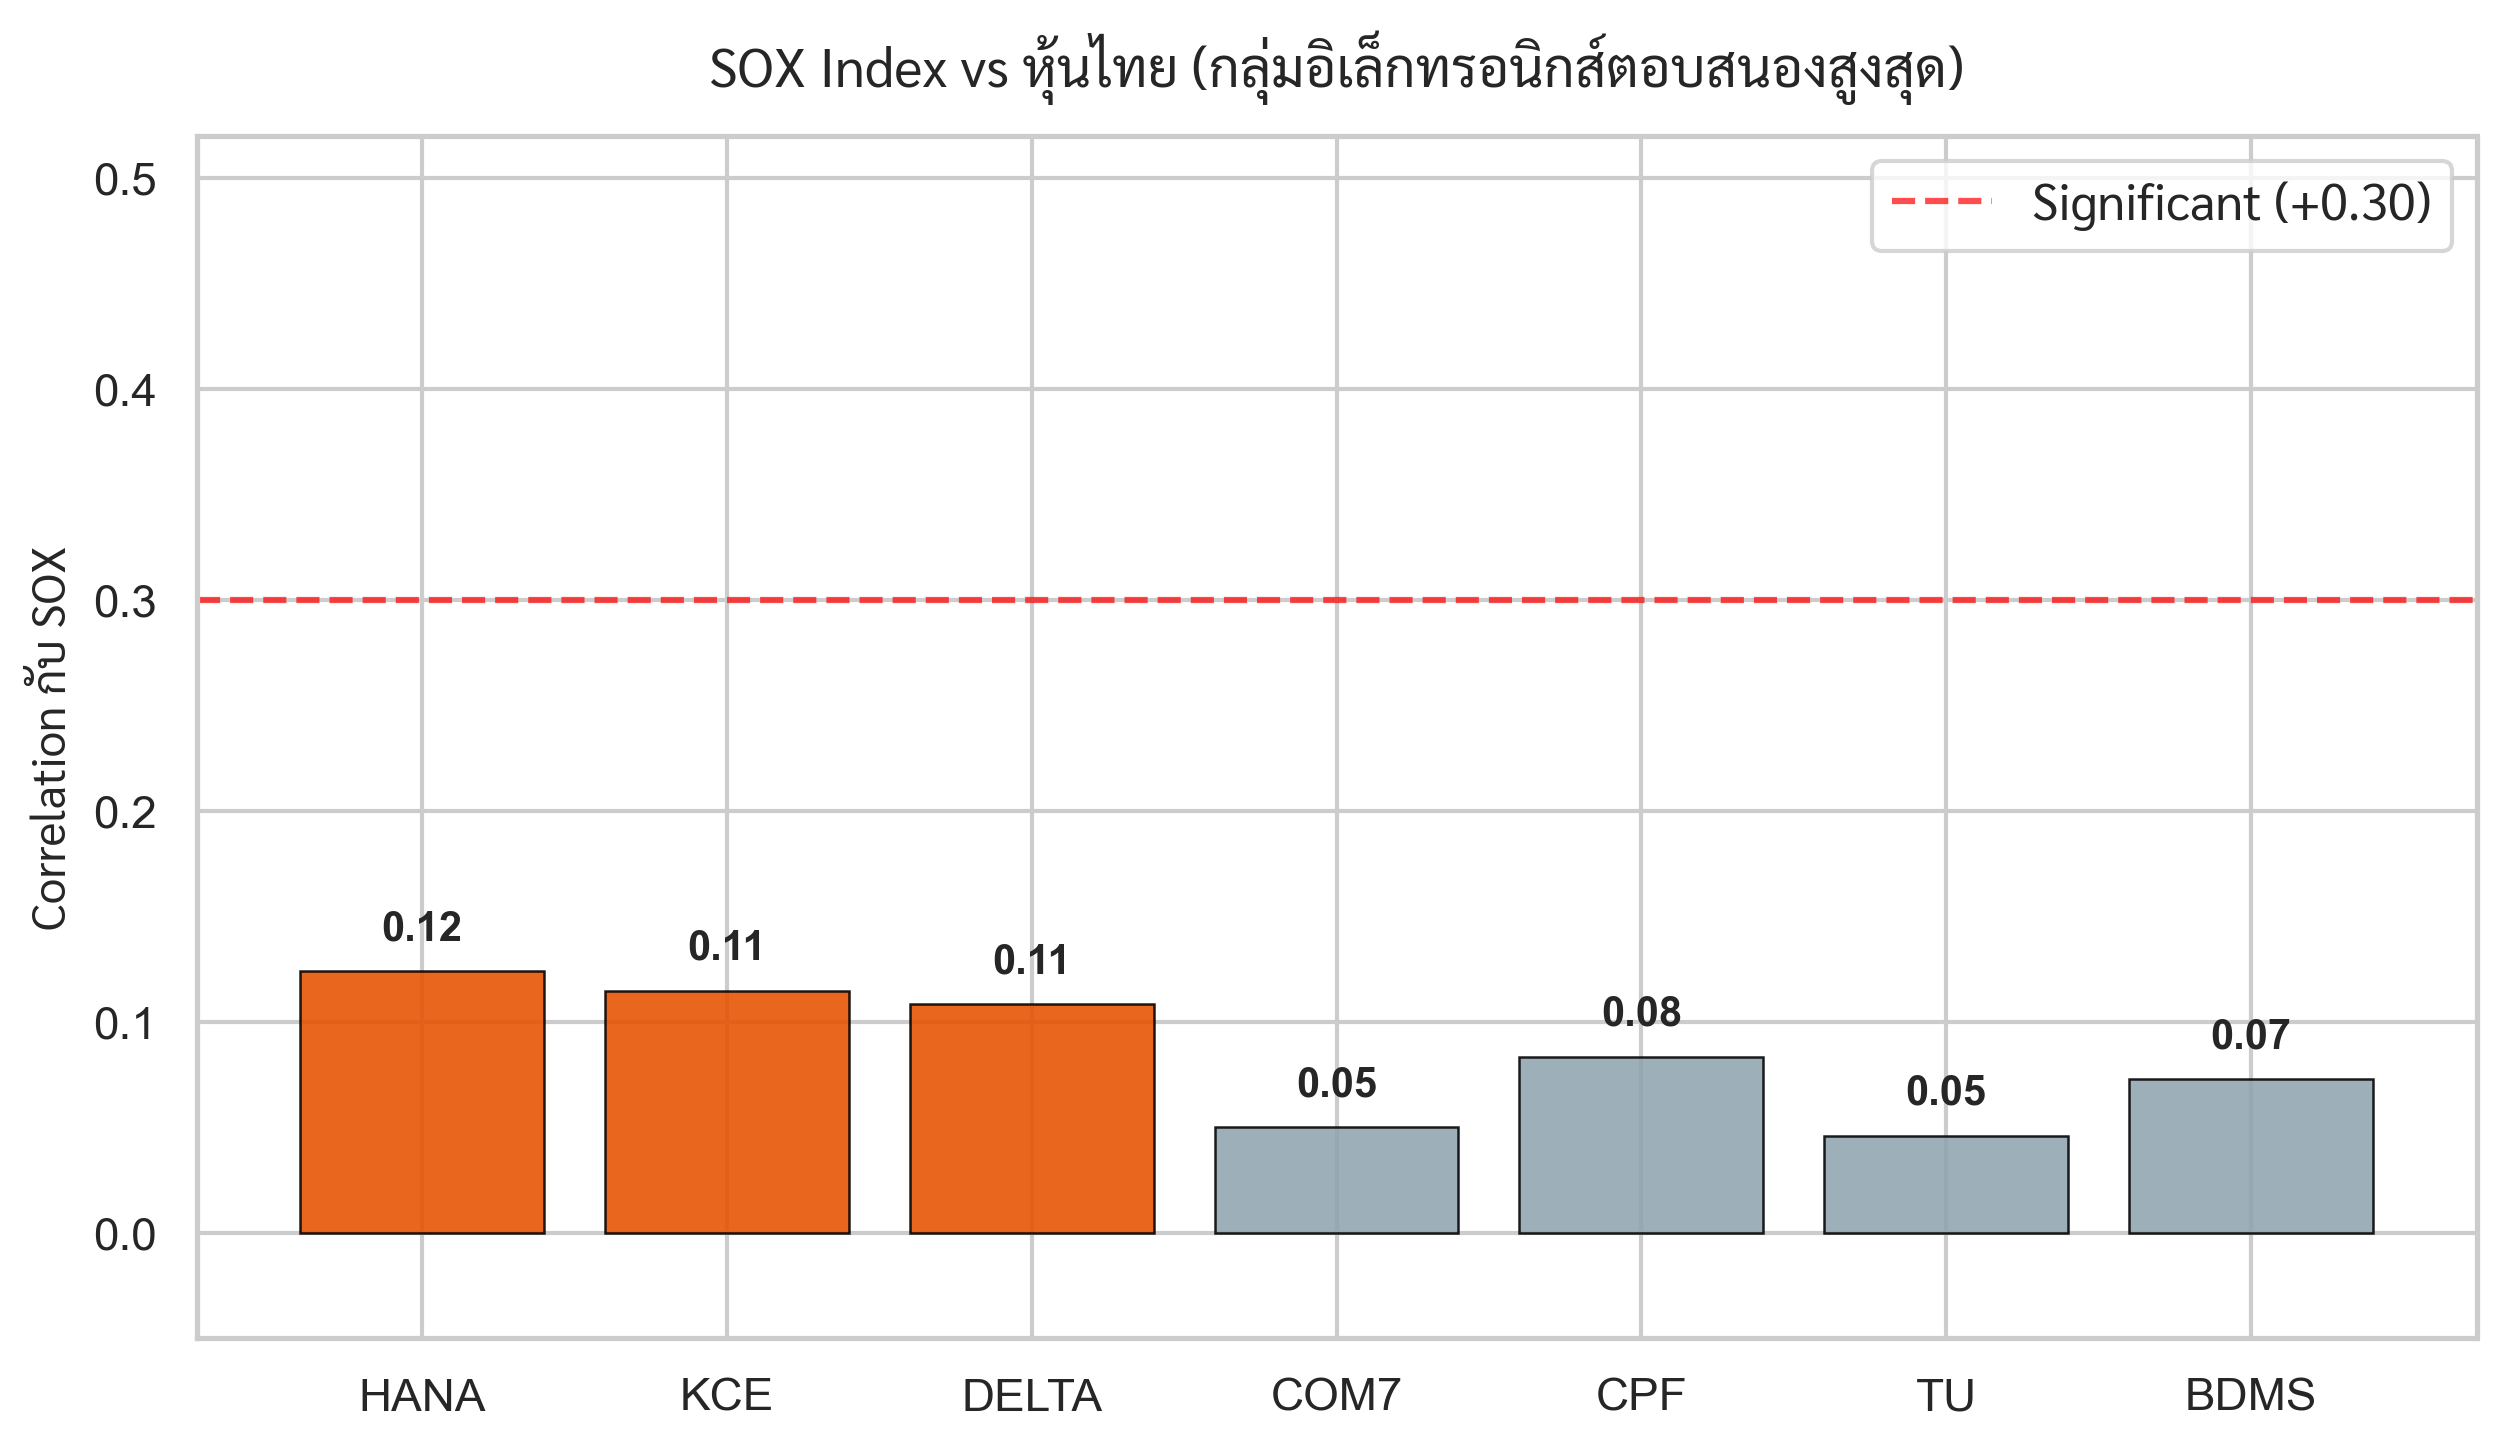 SOX Index vs หุ้นไทย (กลุ่มอิเล็กทรอนิกส์ตอบสนองสูงสุด)
Significant (+0.30)
Correlation กับ SOX
0.5
0.4
0.3
0.2
0.1
0.0
0.12
0.11
0.11
0.05
0.08
0.05
0.07
HANA
KCE
DELTA
COM7
CPF
TU
BDMS